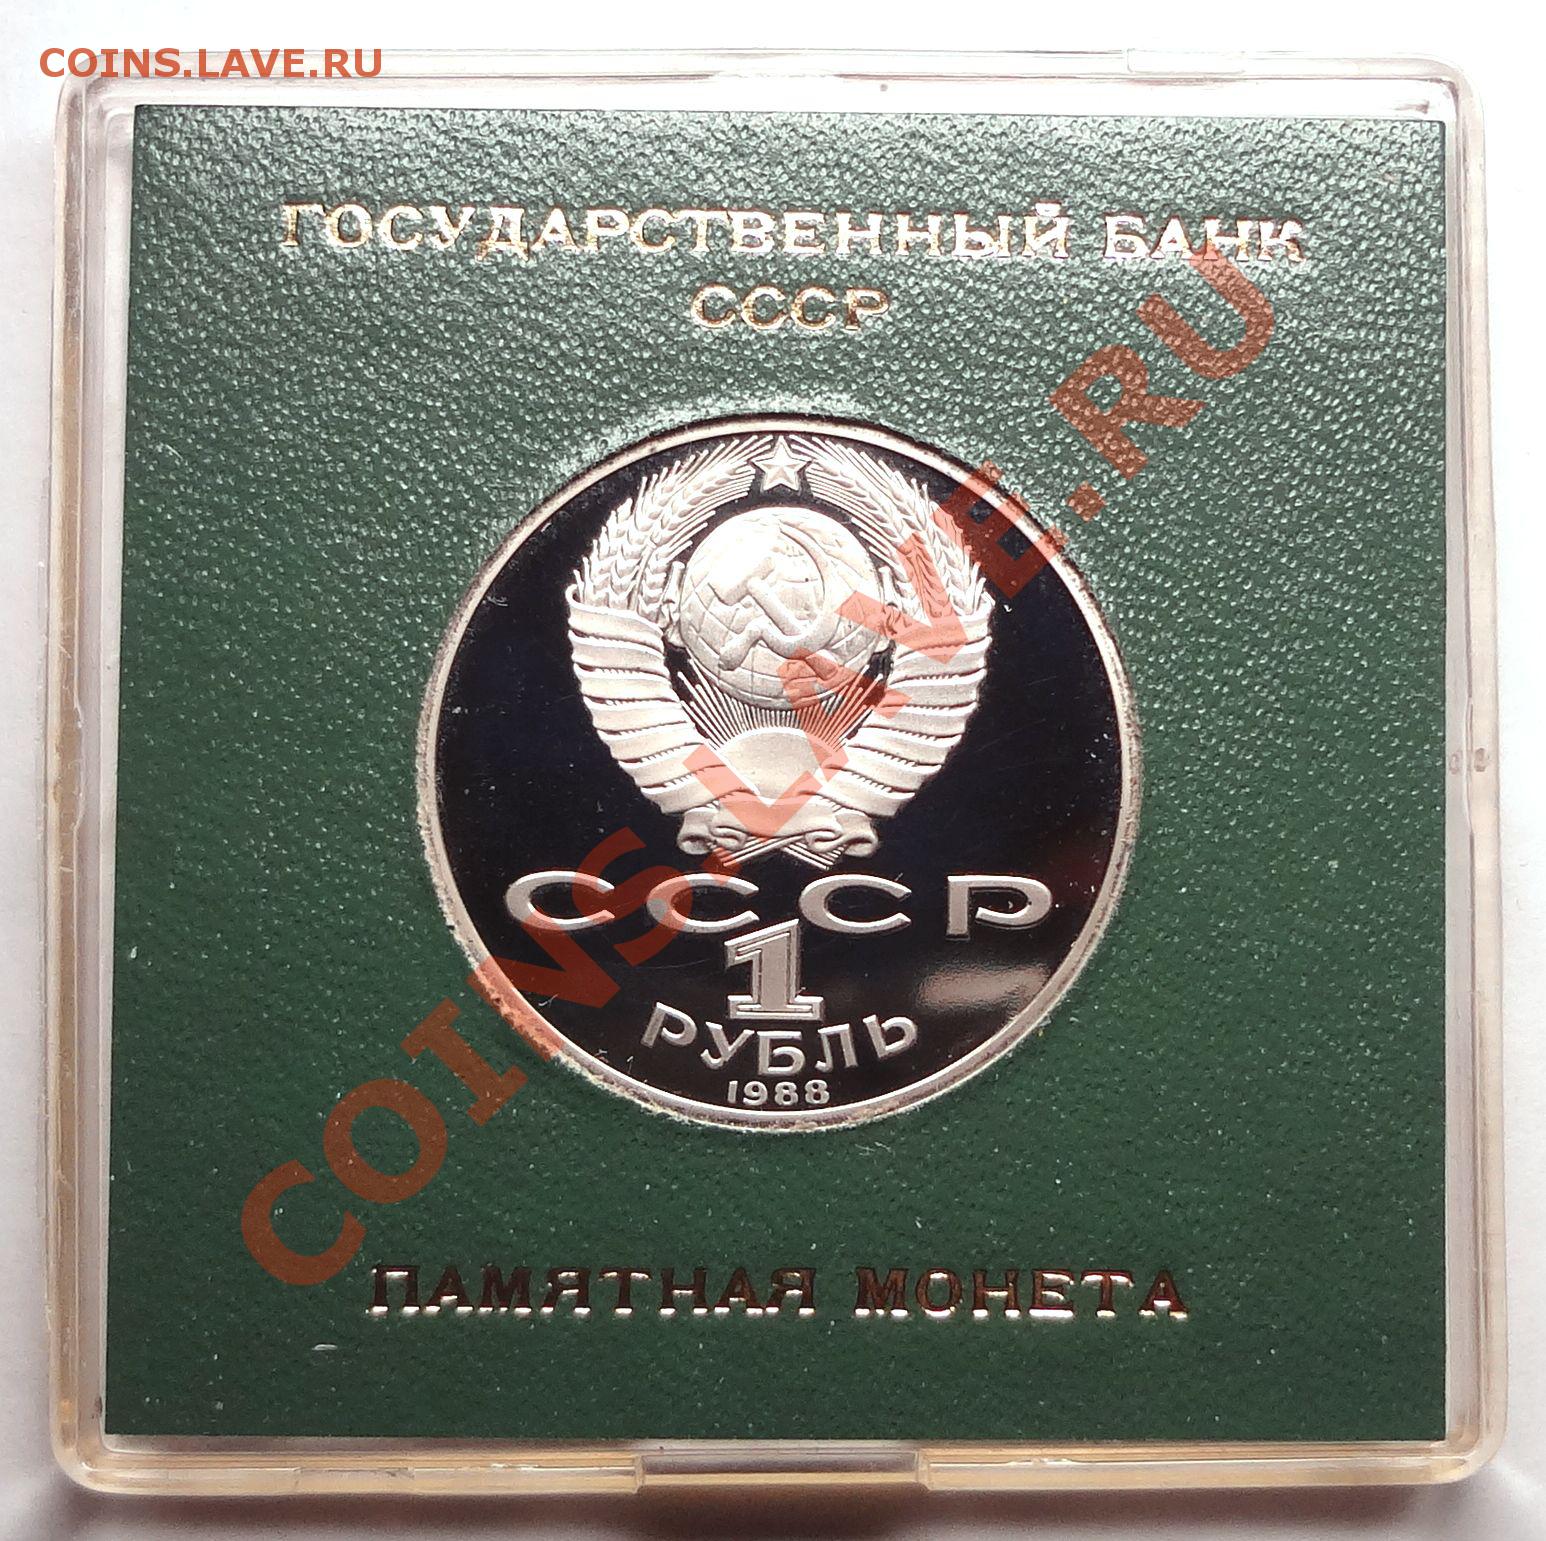 COINS.LAVE.RU
ГОСУДАРСТВЕННЫЙ БАНК
СССР
СССР
1
РУБЛЬ
1988
ПАМЯТНАЯ МОНЕТА
COINS.LAVE.RU